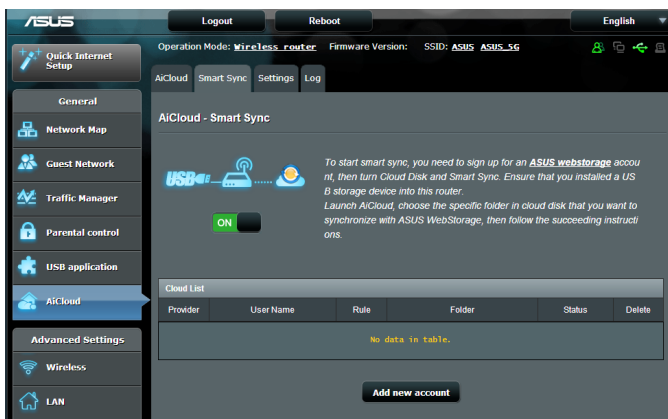 ASUS
Logout
Reboot
English
Quick Internet
Setup
Operation Mode: Wireless router Firmware Version: SSID: ASUS ASUS_5G
AiCloud Smart Sync Settings Log
General
Network Map
Guest Network
Traffic Manager
Parental control
USB application
AiCloud
Advanced Settings
Wireless
LAN
AiCloud - Smart Sync
USB
ON
To start smart sync, you need to sign up for an ASUS webstorage accou
nt, then turn Cloud Disk and Smart Sync. Ensure that you installed a US
B storage device into this router.
Launch AiCloud, choose the specific folder in cloud disk that you want to
synchronize with ASUS WebStorage, then follow the succeeding instructi
ons.
Cloud List
Provider User Name Rule Folder Status Delete
No data in table.
Add new account